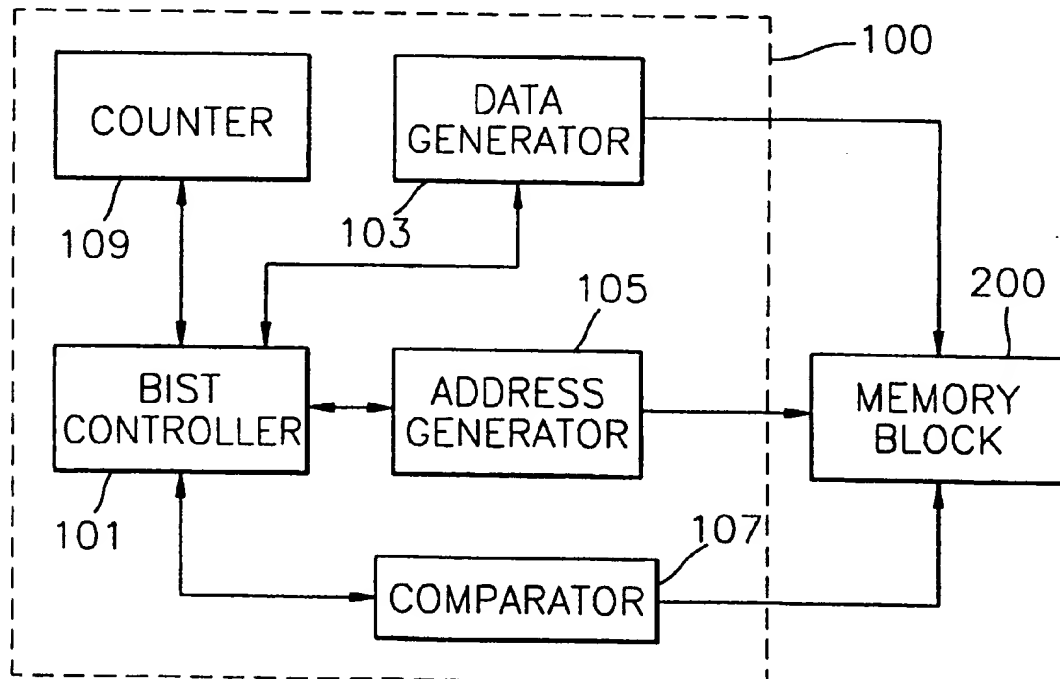 100
COUNTER
DATA
GENERATOR
109
103
105
200
BIST
CONTROLLER
ADDRESS
GENERATOR
MEMORY
BLOCK
101
107
COMPARATOR